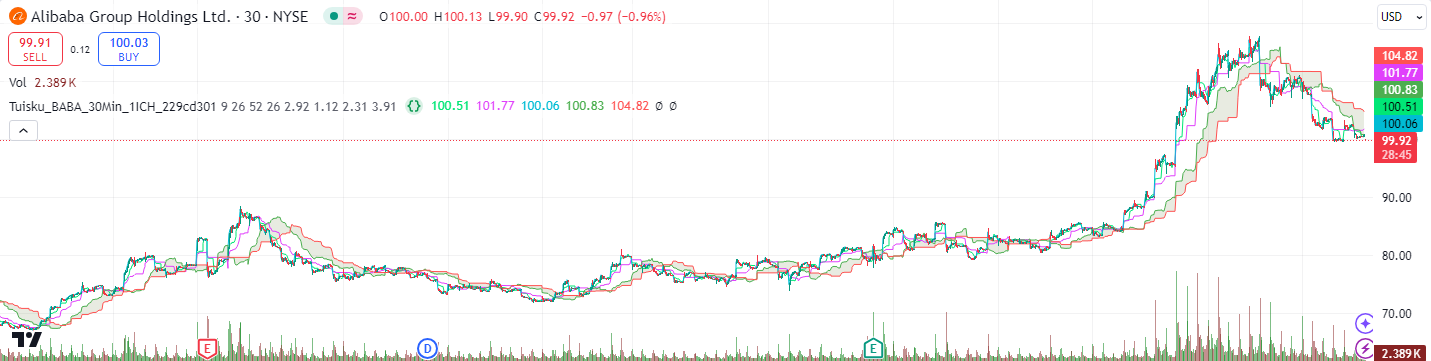 Alibaba Group Holdings Ltd. · 30 · NYSE ≈ O100.00 H100.13 L99.90 C99.92 −0.97 (−0.96%)
USD
99.91 0.12 100.03
SELL BUY
Vol 2.389 K
Tuisku_BABA_30Min_1ICH_229cd301 9 26 52 26 2.92 1.12 2.31 3.91 {} 100.51 101.77 100.06 100.83 104.82 Ø Ø
104.82
101.77
100.83
100.51
100.06
99.92
28:45
90.00
80.00
70.00
E D E
2.389 K